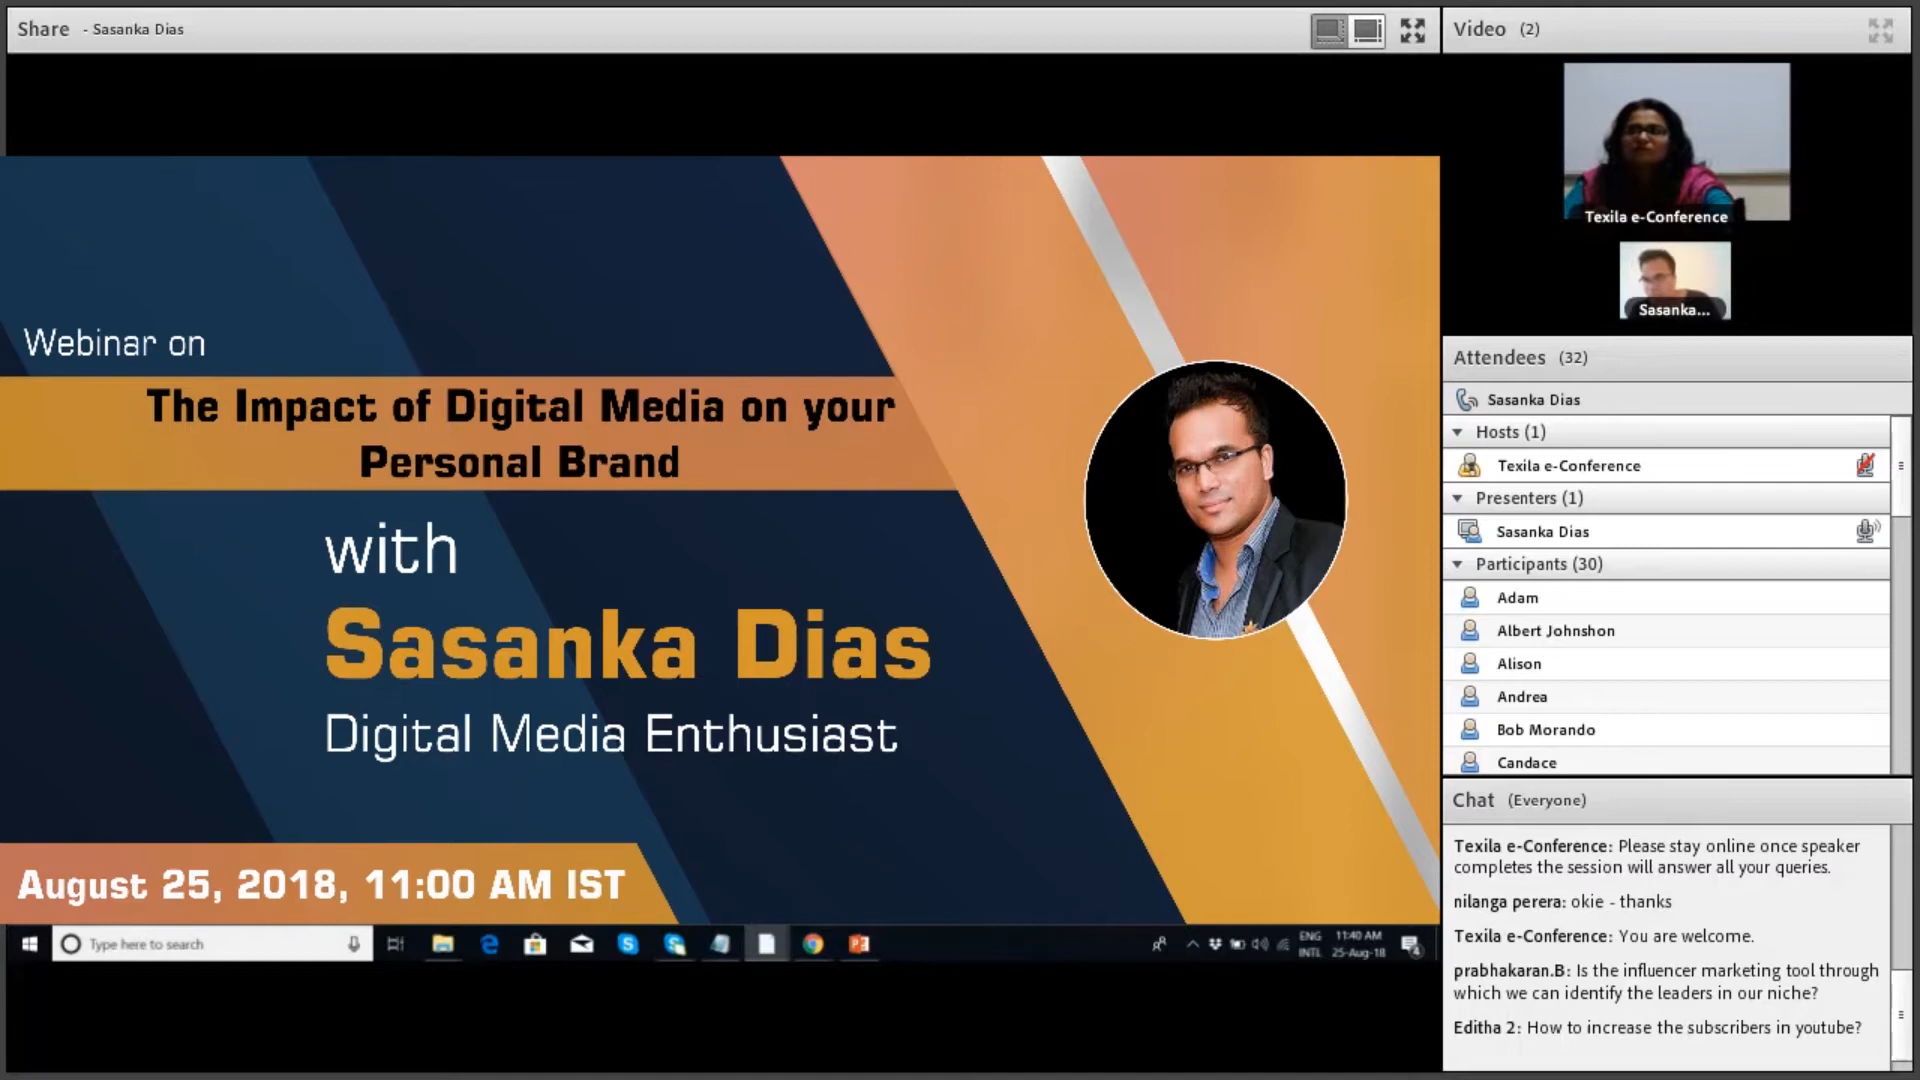 Share - Sasanka Dias
Webinar on
The Impact of Digital Media on your
Personal Brand
with
Sasanka Dias
Digital Media Enthusiast
August 25, 2018, 11:00 AM IST
Type here to search
ENG
INTL
11:40 AM
25-Aug-18
4
Video (2)
Texila e-Conference
Sasanka...
Attendees (32)
Sasanka Dias
Hosts (1)
Texila e-Conference
Presenters (1)
Sasanka Dias
Participants (30)
Adam
Albert Johnshon
Alison
Andrea
Bob Morando
Candace
Chat (Everyone)
Texila e-Conference: Please stay online once speaker
completes the session will answer all your queries.
nilanga perera: okie - thanks
Texila e-Conference: You are welcome.
prabhakaran.B: Is the influencer marketing tool through
which we can identify the leaders in our niche?
Editha 2: How to increase the subscribers in youtube?